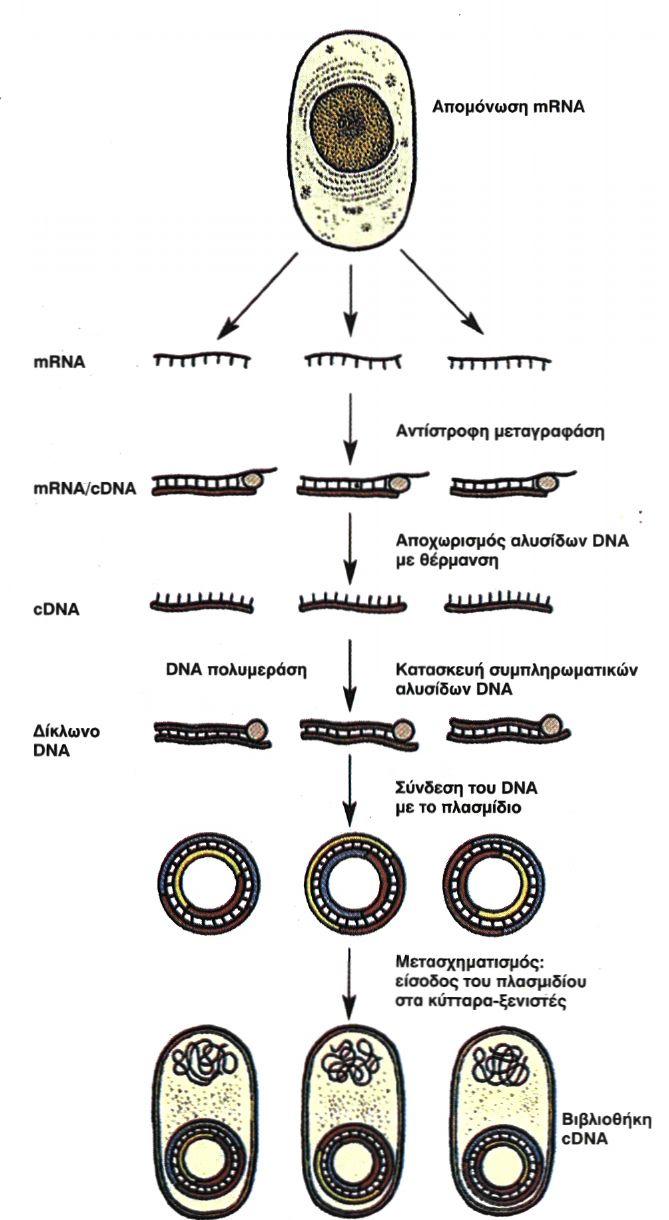 Απομόνωση mRNA
mRNA
Αντίστροφη μεταγραφάση
mRNA/cDNA
Αποχωρισμός αλυσίδων DNA
με θέρμανση
cDNA
DNA πολυμεράση
Κατασκευή συμπληρωματικών
αλυσίδων DNA
Δίκλωνο
DNA
Σύνδεση του DNA
με το πλασμίδιο
Μετασχηματισμός:
είσοδος του πλασμιδίου
στα κύτταρα-ξενιστές
Βιβλιοθήκη
cDNA